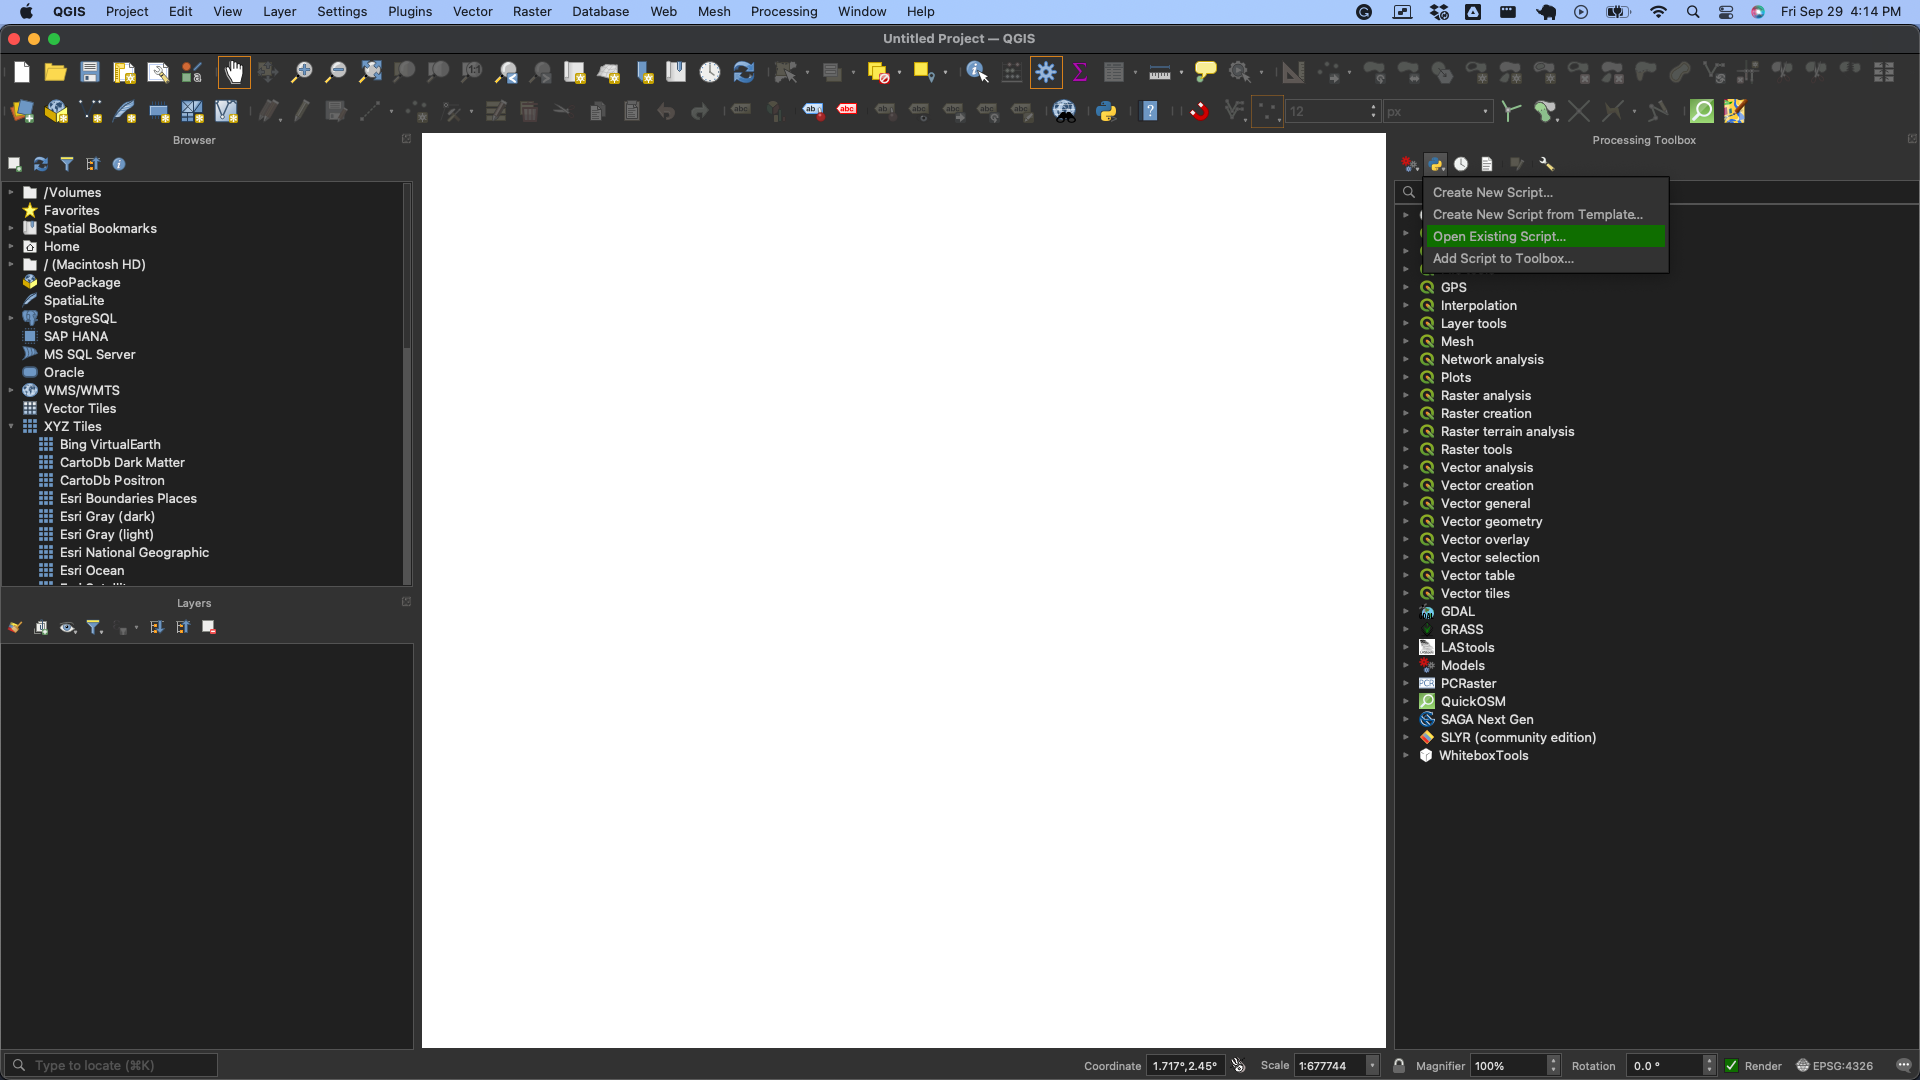 QGIS Project Edit View Layer Settings Plugins Vector Raster Database Web Mesh Processing Window Help Fri Sep 29 4:14 PM
Untitled Project — QGIS
12 px
Browser
/Volumes
Favorites
Spatial Bookmarks
Home
/ (Macintosh HD)
GeoPackage
SpatiaLite
PostgreSQL
SAP HANA
MS SQL Server
Oracle
WMS/WMTS
Vector Tiles
XYZ Tiles
Bing VirtualEarth
CartoDb Dark Matter
CartoDb Positron
Esri Boundaries Places
Esri Gray (dark)
Esri Gray (light)
Esri National Geographic
Esri Ocean
Layers
Processing Toolbox
Create New Script...
Create New Script from Template...
Open Existing Script...
Add Script to Toolbox...
GPS
Interpolation
Layer tools
Mesh
Network analysis
Plots
Raster analysis
Raster creation
Raster terrain analysis
Raster tools
Vector analysis
Vector creation
Vector general
Vector geometry
Vector overlay
Vector selection
Vector table
Vector tiles
GDAL
GRASS
LAStools
Models
PCRaster
QuickOSM
SAGA Next Gen
SLYR (community edition)
WhiteboxTools
Type to locate (⌘K) Coordinate 1.717°,2.45° Scale 1:677744 Magnifier 100% Rotation 0.0 ° Render EPSG:4326